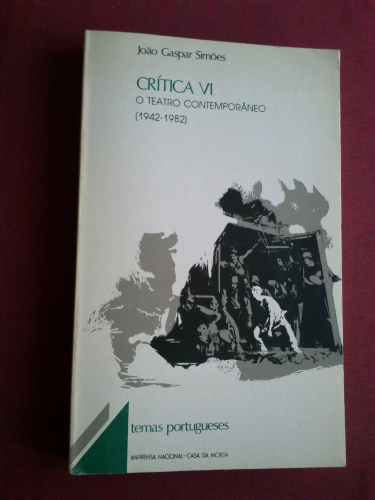 João Gaspar Simões
CRÍTICA VI
O TEATRO CONTEMPORÂNEO
(1942-1982)
temas portugueses
IMPRENSA NACIONAL-CASA DA MOEDA